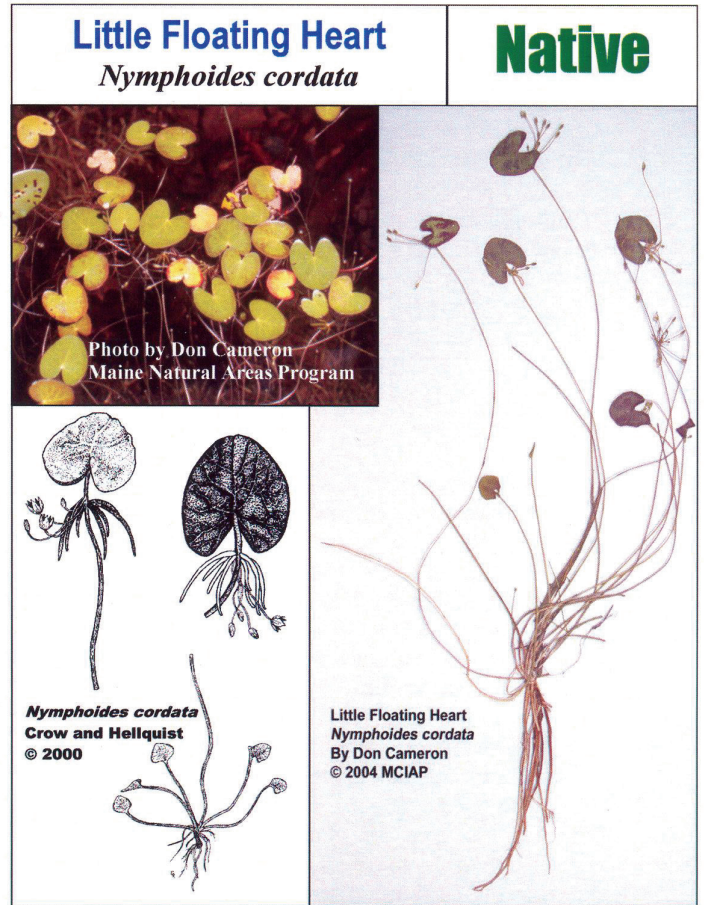 Little Floating Heart
Nymphoides cordata
Native
Photo by Don Cameron
Maine Natural Areas Program
Nymphoides cordata
Crow and Hellquist
© 2000
Little Floating Heart
Nymphoides cordata
By Don Cameron
© 2004 MCIAP